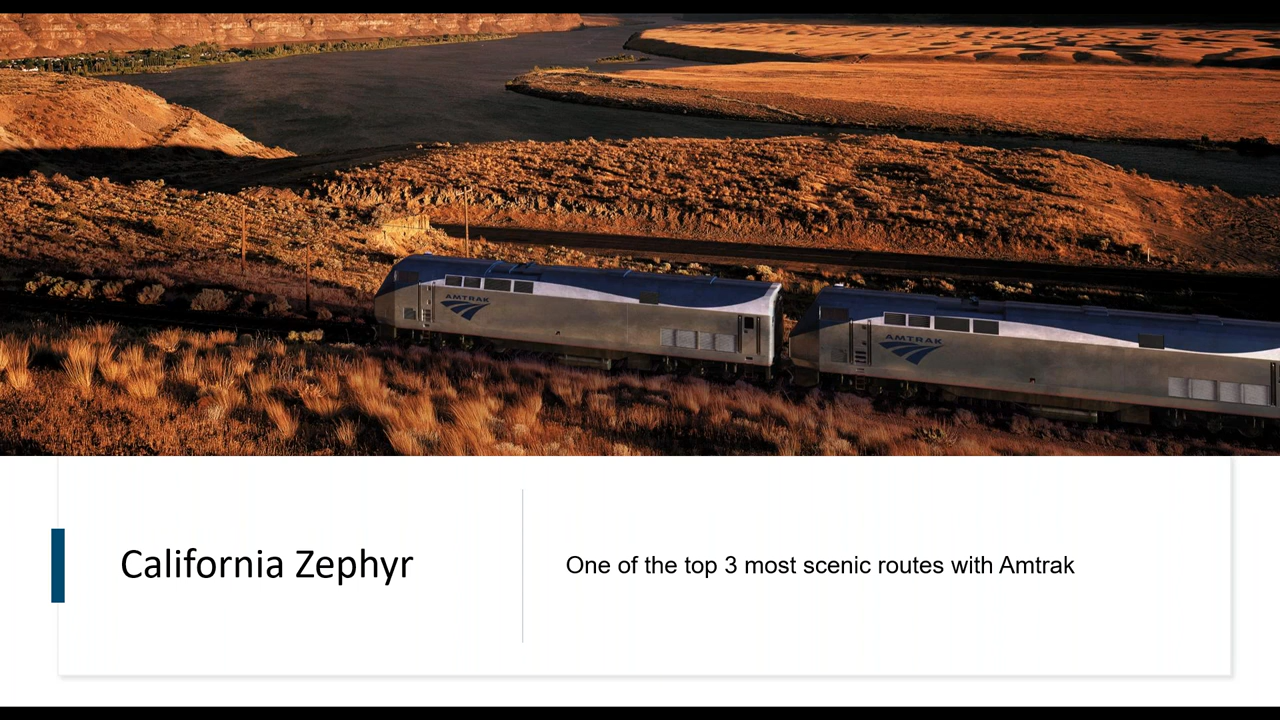 AMTRAK
AMTRAK
California Zephyr
One of the top 3 most scenic routes with Amtrak